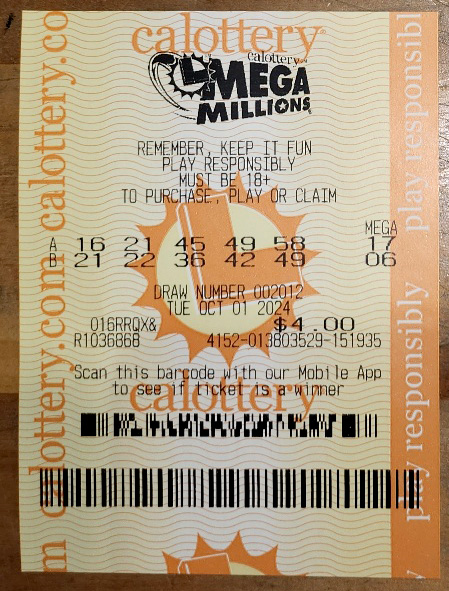 calottery
calottery
MEGA
MILLIONS
REMEMBER, KEEP IT FUN
PLAY RESPONSIBLY
MUST BE 18+
TO PURCHASE, PLAY OR CLAIM
MEGA
A 16 21 45 49 58 17
B 21 22 36 42 49 06
DRAW NUMBER 002012
TUE OCT 01 2024
016RRQX& $4.00
R1036868 4152-013803529-151935
Scan this barcode with our Mobile App
to see if ticket is a winner
calottery
m calottery.com calottery.co
play responsibly play responsibl